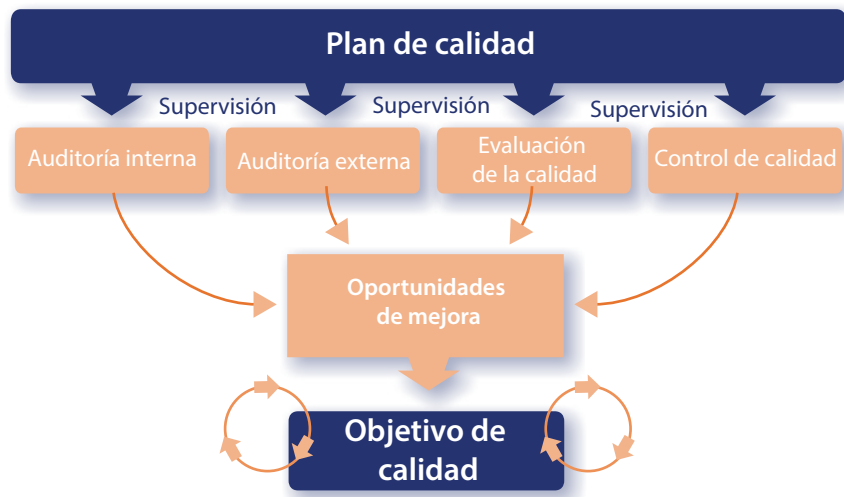 Plan de calidad
Supervisión
Supervisión
Supervisión
Auditoría interna
Auditoría externa
Evaluación
de la calidad
Control de calidad
Oportunidades
de mejora
Objetivo de
calidad